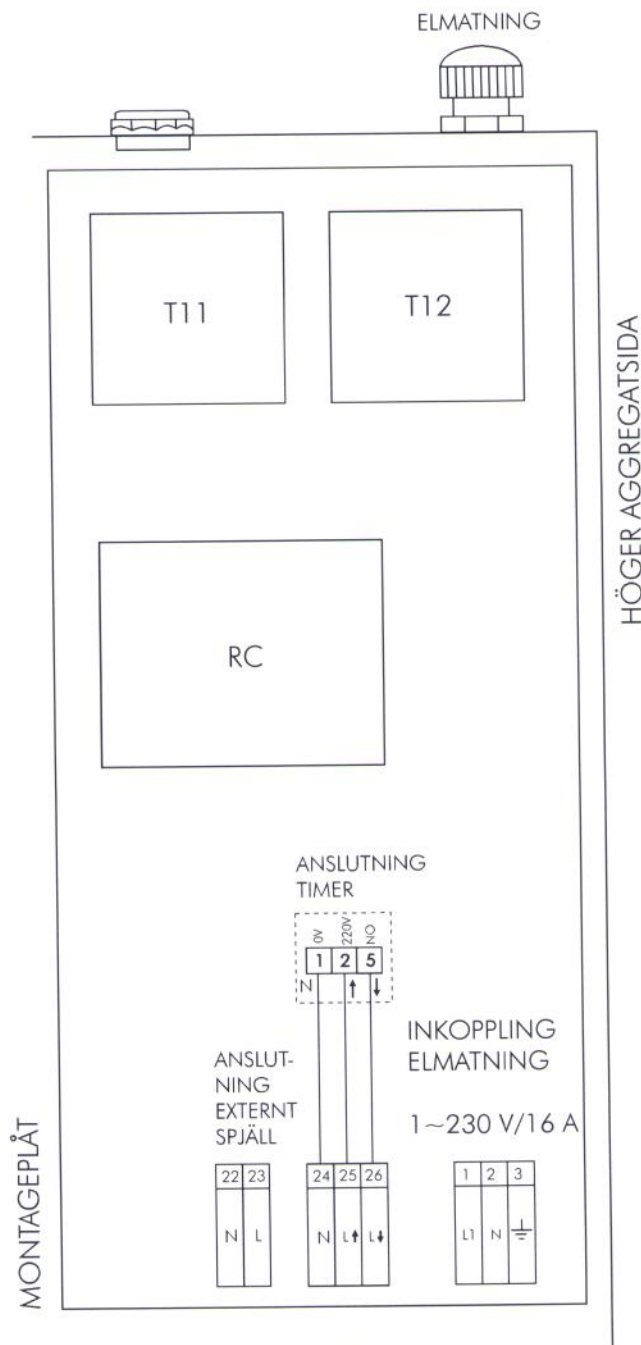 ELMATNING
T11
T12
HÖGER AGGREGATSIDA
RC
ANSLUTNING
TIMER
0V
220V
NO
1 2 5
N ↑ ↓
INKOPPLING
ELMATNING
1~230 V/16 A
ANSLUT-
NING
EXTERNT
SPJÄLL
22 23
N L
24 25 26
N L↑ L↓
1 2 3
L1 N ⏚
MONTAGEPLÅT